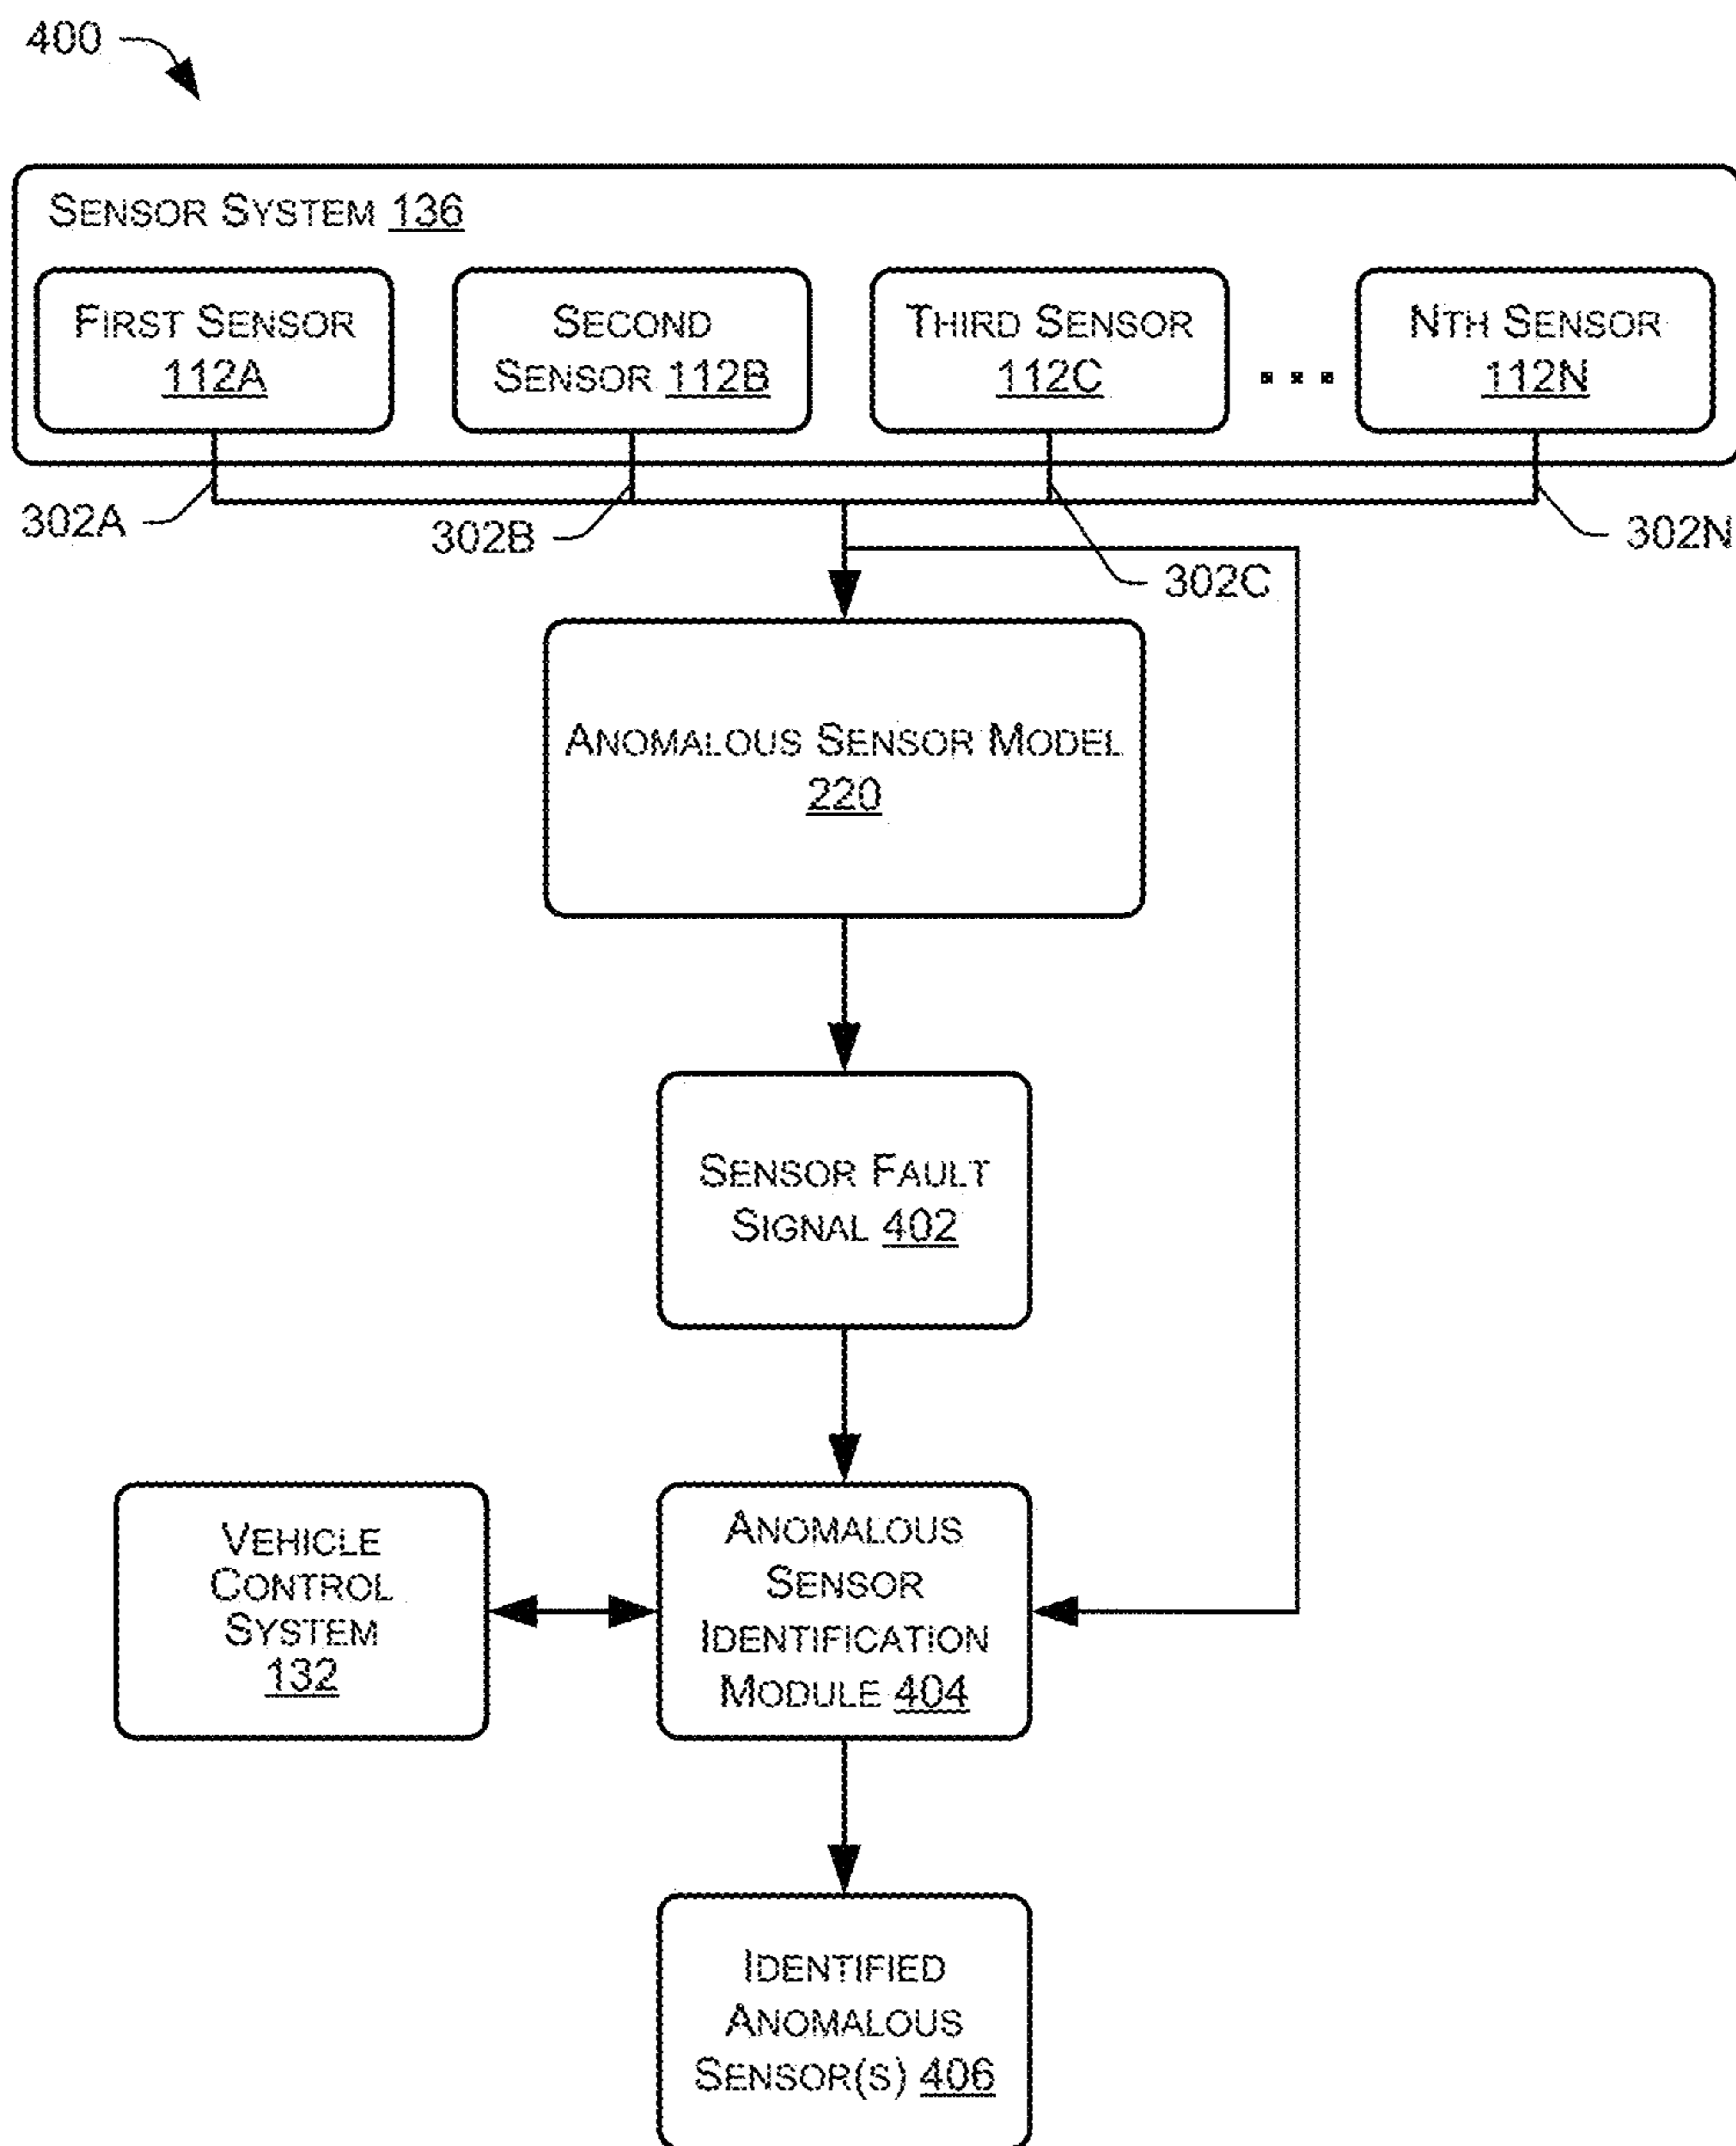 400
SENSOR SYSTEM 136
FIRST SENSOR
112A
SECOND
SENSOR 112B
THIRD SENSOR
112C
...
NTH SENSOR
112N
302A
302B
302C
302N
ANOMALOUS SENSOR MODEL
220
SENSOR FAULT
SIGNAL 402
VEHICLE
CONTROL
SYSTEM
132
ANOMALOUS
SENSOR
IDENTIFICATION
MODULE 404
IDENTIFIED
ANOMALOUS
SENSOR(S) 406